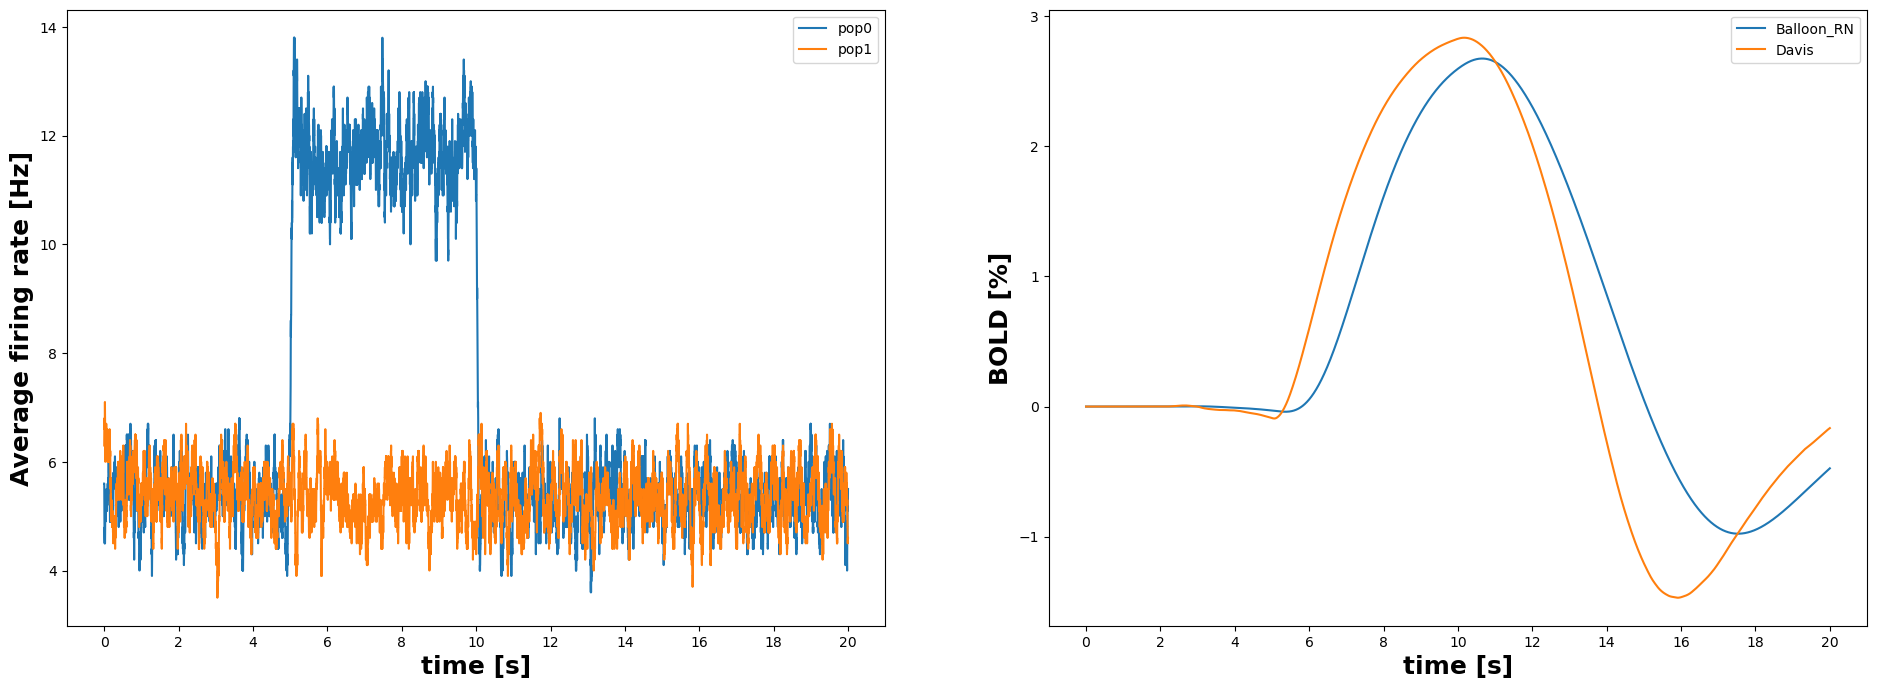 14
12
10
8
6
4
0 2 4 6 8 10 12 14 16 18 20
Average firing rate [Hz]
time [s]
pop0
pop1
3
2
1
0
−1
0 2 4 6 8 10 12 14 16 18 20
BOLD [%]
time [s]
Balloon_RN
Davis